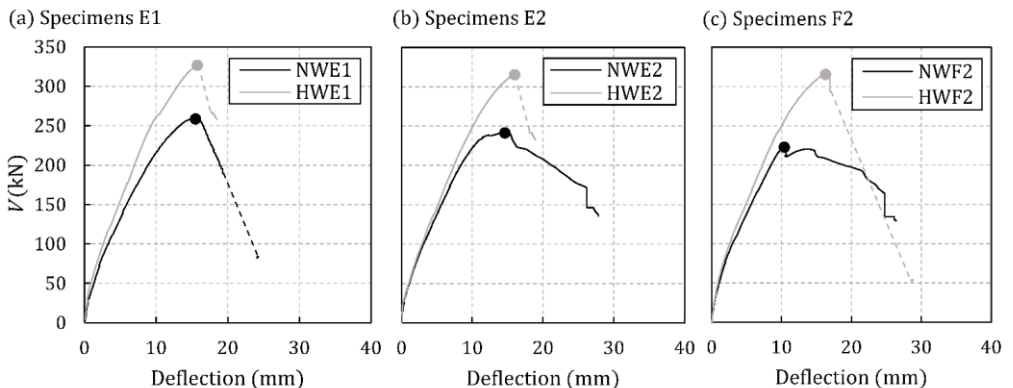 (a) Specimens E1
(b) Specimens E2
(c) Specimens F2
350
300
250
200
150
100
50
0
V(kN)
NWE1
HWE1
NWE2
HWE2
NWF2
HWF2
0 10 20 30 40
0 10 20 30 40
0 10 20 30 40
Deflection (mm)
Deflection (mm)
Deflection (mm)